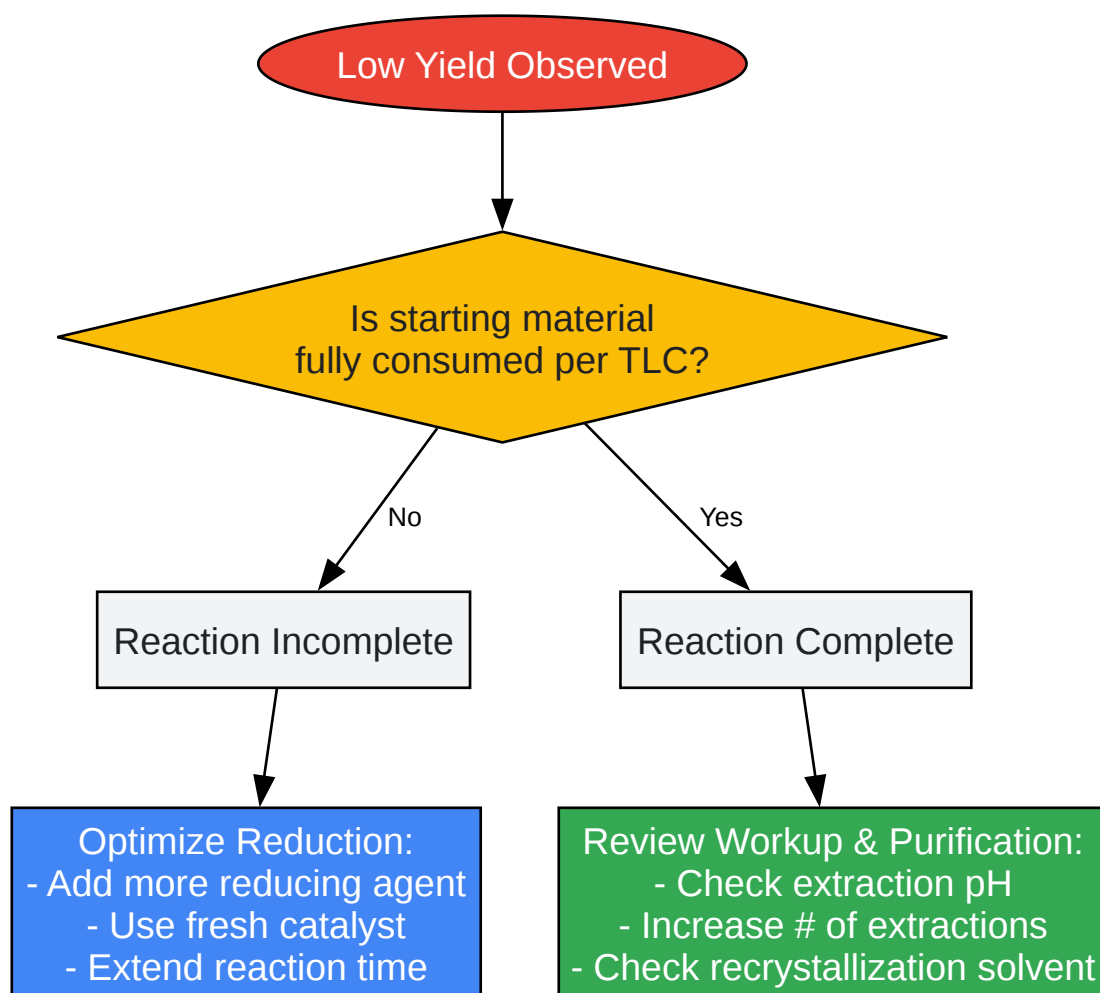 Low Yield Observed
Is starting material
fully consumed per TLC?
No
Yes
Reaction Incomplete
Reaction Complete
Optimize Reduction:
- Add more reducing agent
- Use fresh catalyst
- Extend reaction time
Review Workup & Purification:
- Check extraction pH
- Increase # of extractions
- Check recrystallization solvent